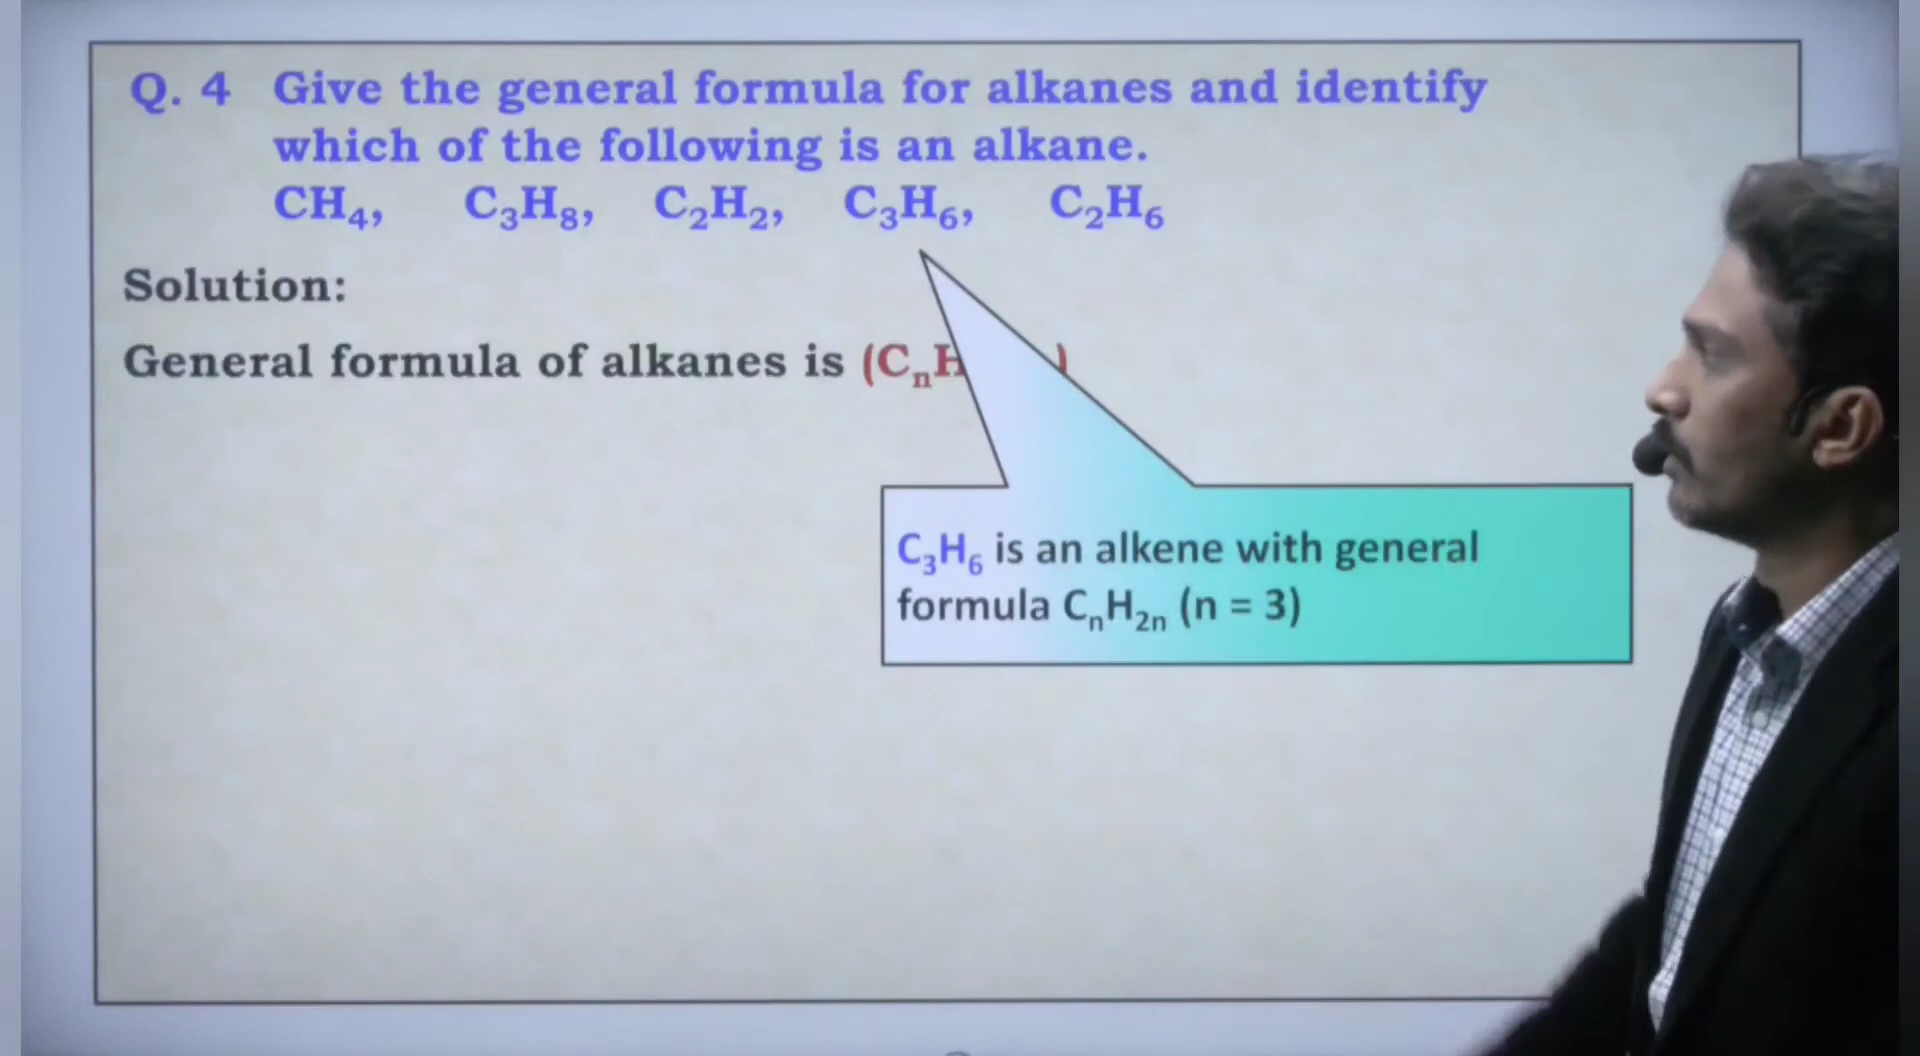 Q. 4 Give the general formula for alkanes and identify
which of the following is an alkane.
CH₄, C₃H₈, C₂H₂, C₃H₆, C₂H₆
Solution:
General formula of alkanes is (CₙH )
C₃H₆ is an alkene with general
formula CₙH₂ₙ (n = 3)